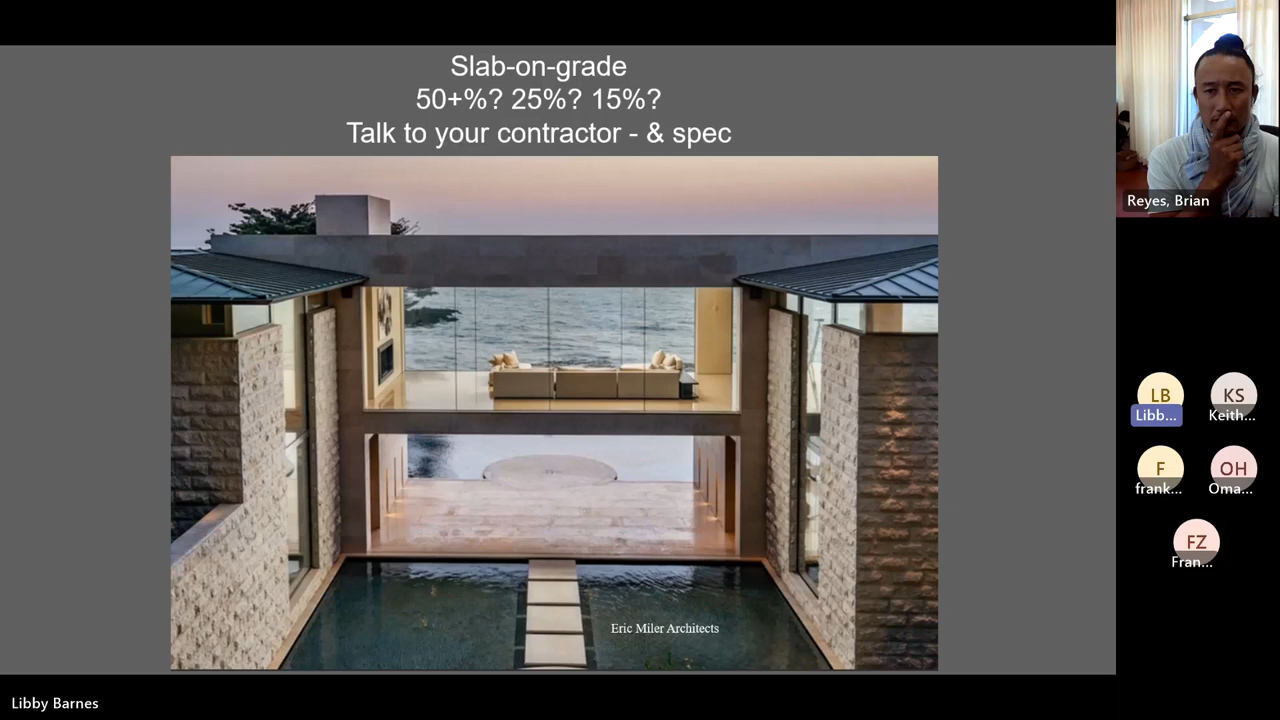 Slab-on-grade
50+%? 25%? 15%?
Talk to your contractor - & spec
Eric Miler Architects
Reyes, Brian
LB
Libb...
KS
Keith...
F
frank...
OH
Oma...
FZ
Fran...
Libby Barnes